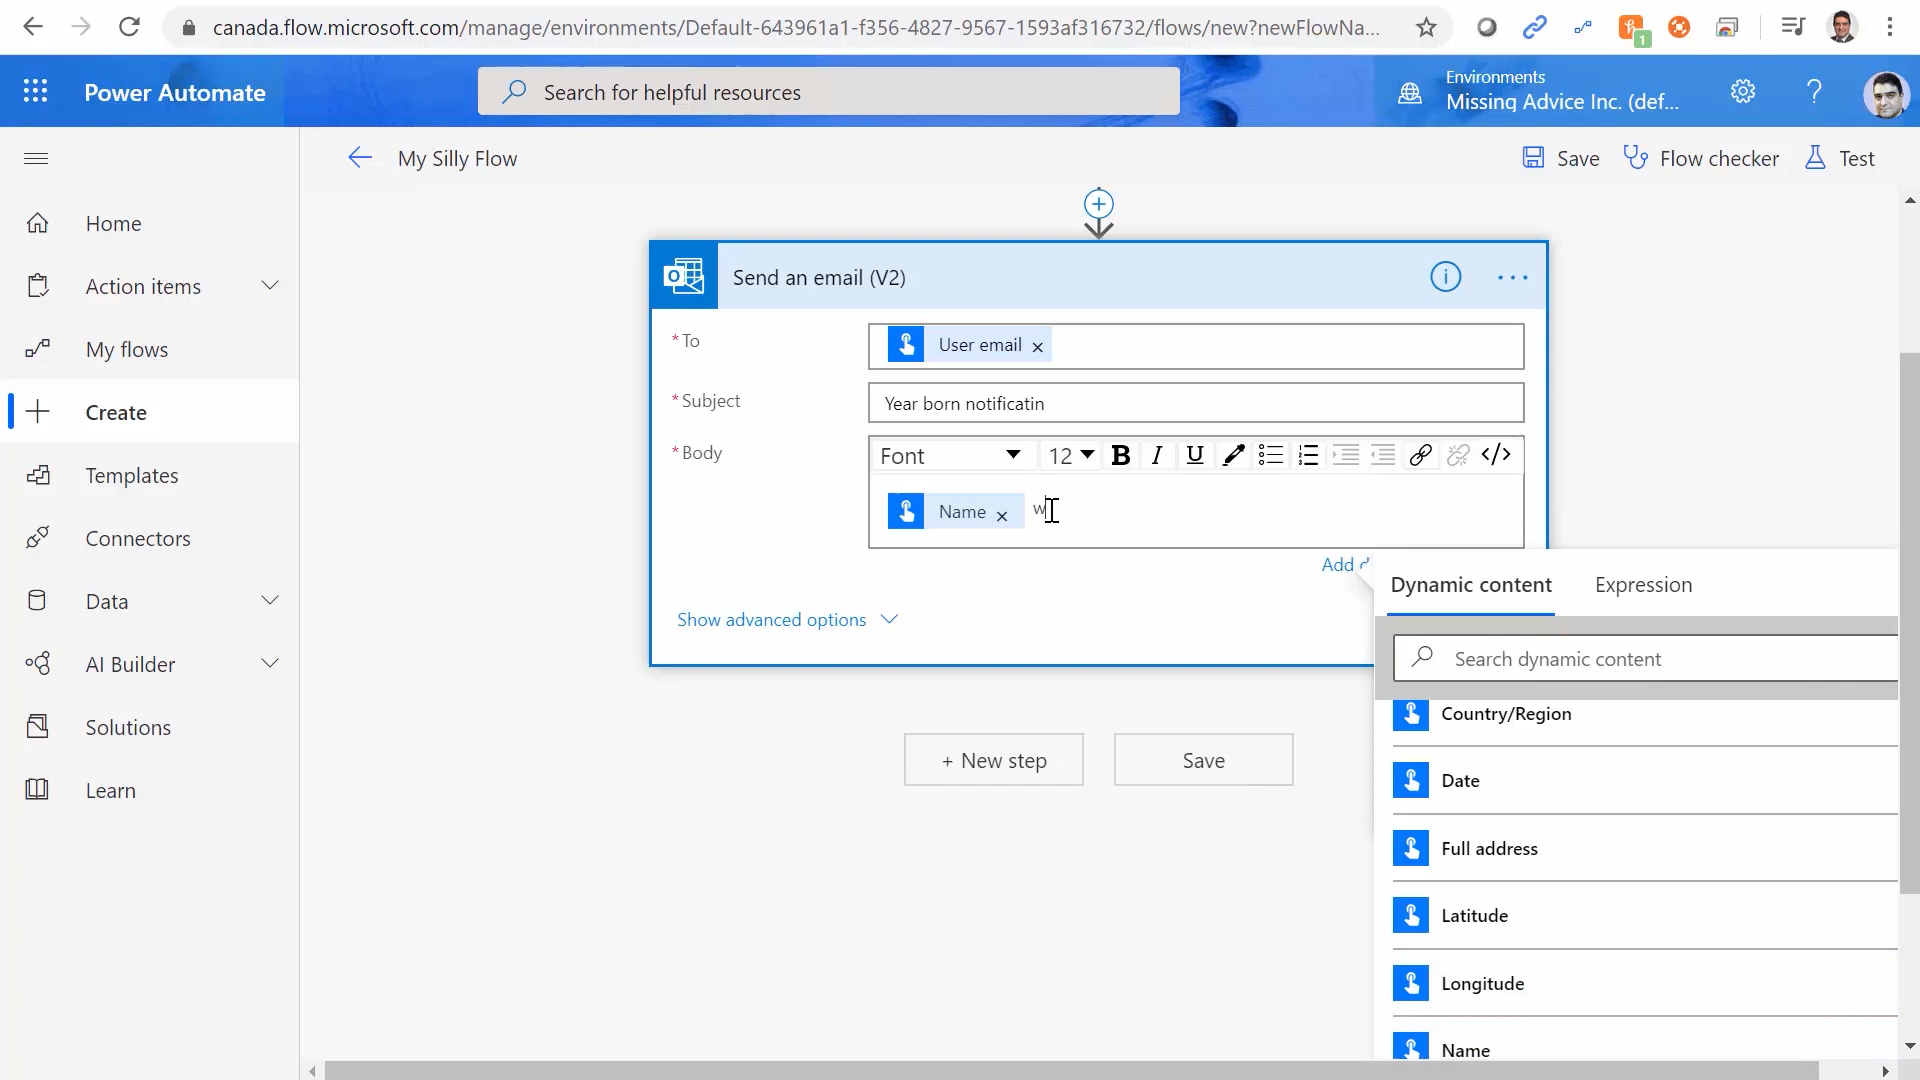 canada.flow.microsoft.com/manage/environments/Default-643961a1-f356-4827-9567-1593af316732/flows/new?newFlowNa...
1
Power Automate
Search for helpful resources
Environments
Missing Advice Inc. (def...
My Silly Flow
Save
Flow checker
Test
Home
Action items
My flows
Create
Templates
Connectors
Data
AI Builder
Solutions
Learn
Send an email (V2)
*To
User email ×
*Subject
Year born notificatin
*Body
Font
12
B I U </>
Name × w
Add d
Show advanced options
+ New step
Save
Dynamic content
Expression
Search dynamic content
Country/Region
Date
Full address
Latitude
Longitude
Name